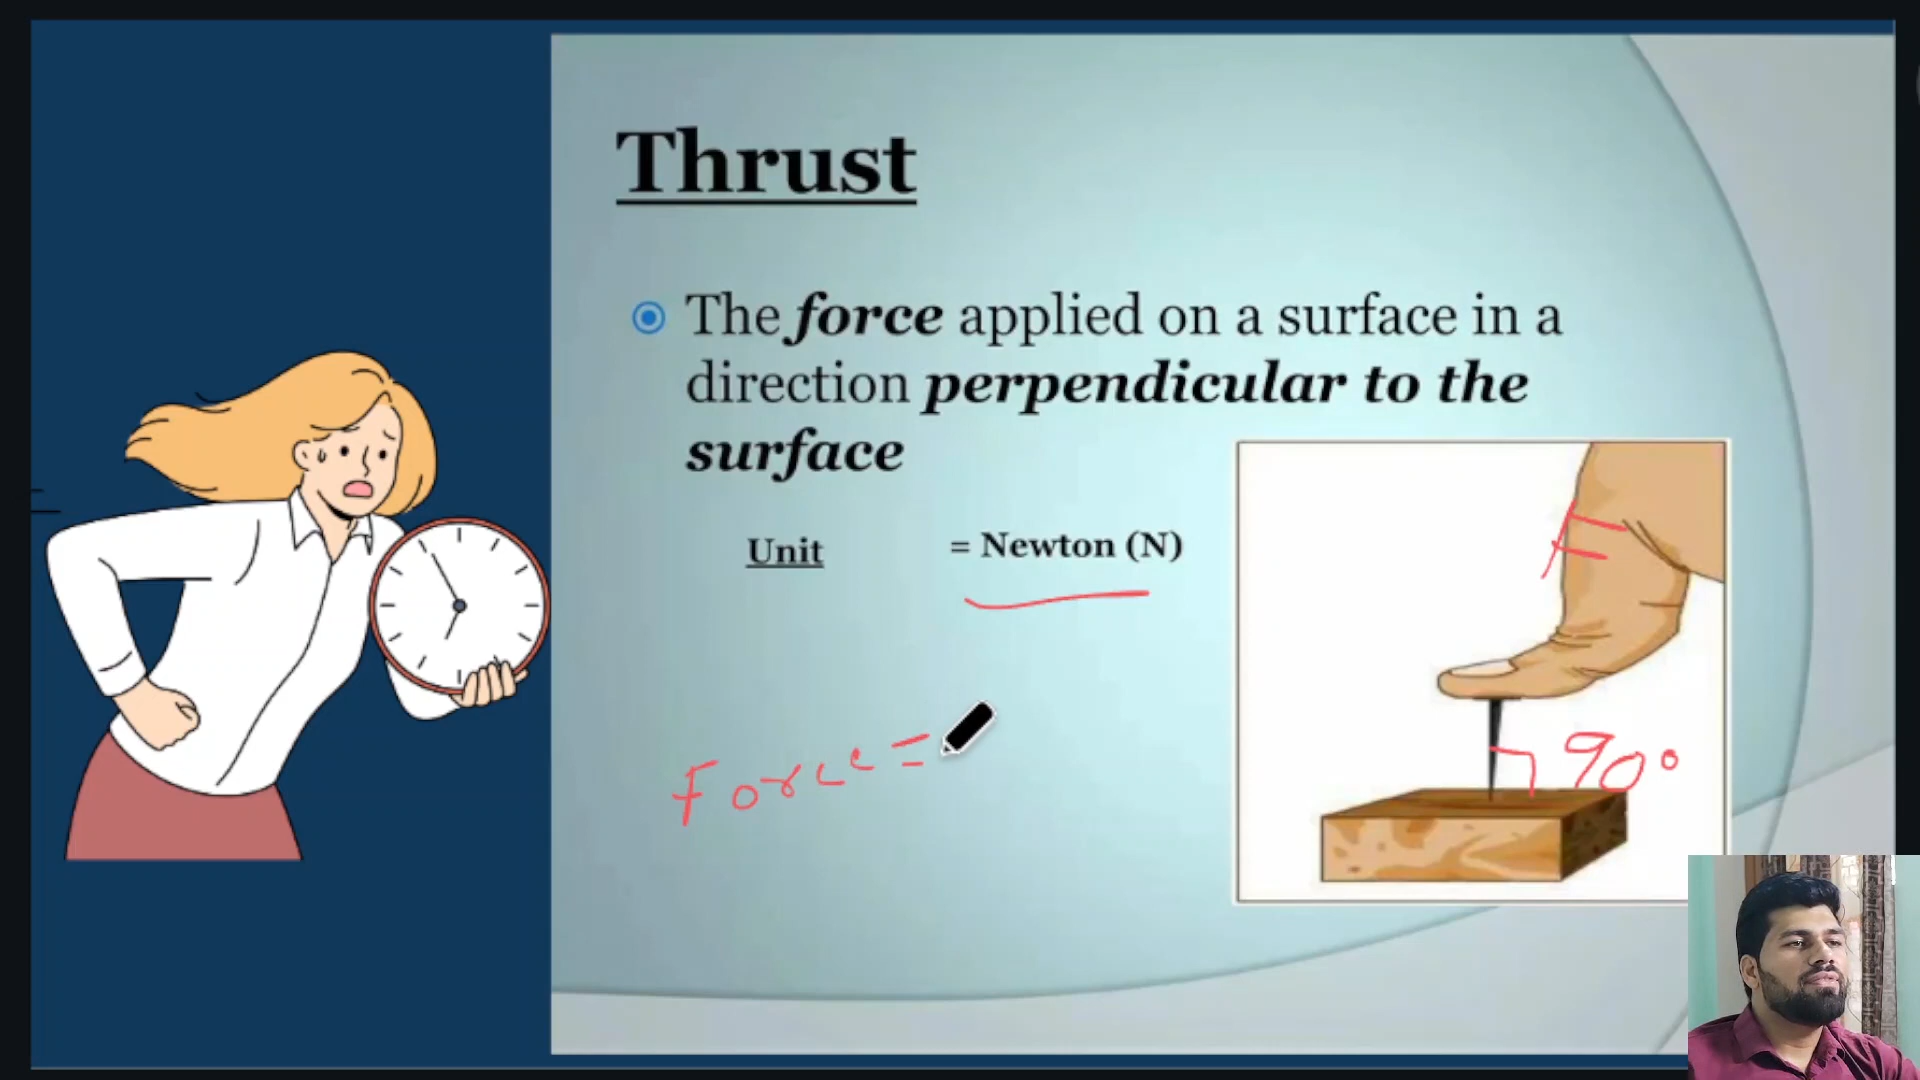 Thrust
The force applied on a surface in a
direction perpendicular to the
surface
Unit = Newton (N)
Force =
90°